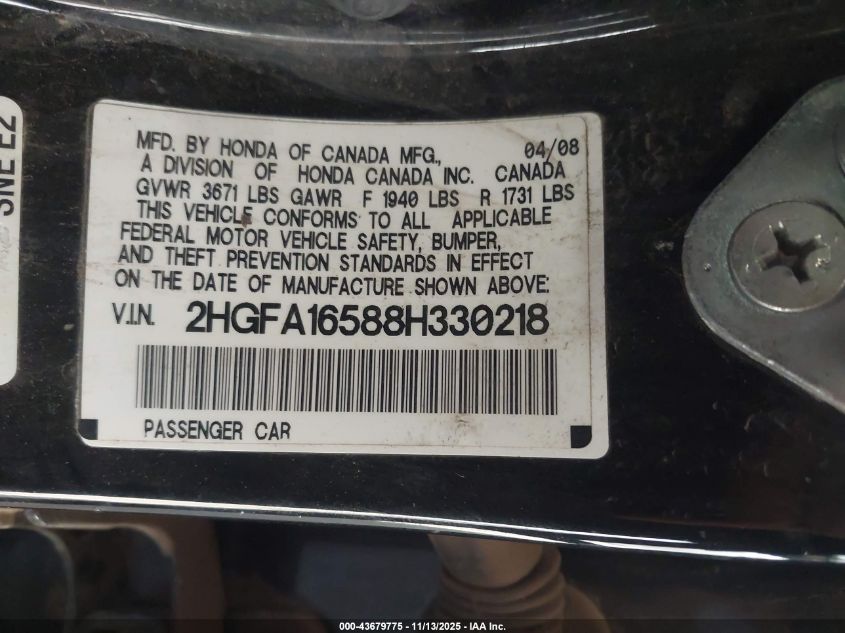 SNE E2
MFD. BY HONDA OF CANADA MFG., 04/08
A DIVISION OF HONDA CANADA INC. CANADA
GVWR 3671 LBS GAWR F 1940 LBS R 1731 LBS
THIS VEHICLE CONFORMS TO ALL APPLICABLE
FEDERAL MOTOR VEHICLE SAFETY, BUMPER,
AND THEFT PREVENTION STANDARDS IN EFFECT
ON THE DATE OF MANUFACTURE SHOWN ABOVE:
V.I.N. 2HGFA16588H330218
PASSENGER CAR
000-43679775 - 11/13/2025 - IAA Inc.